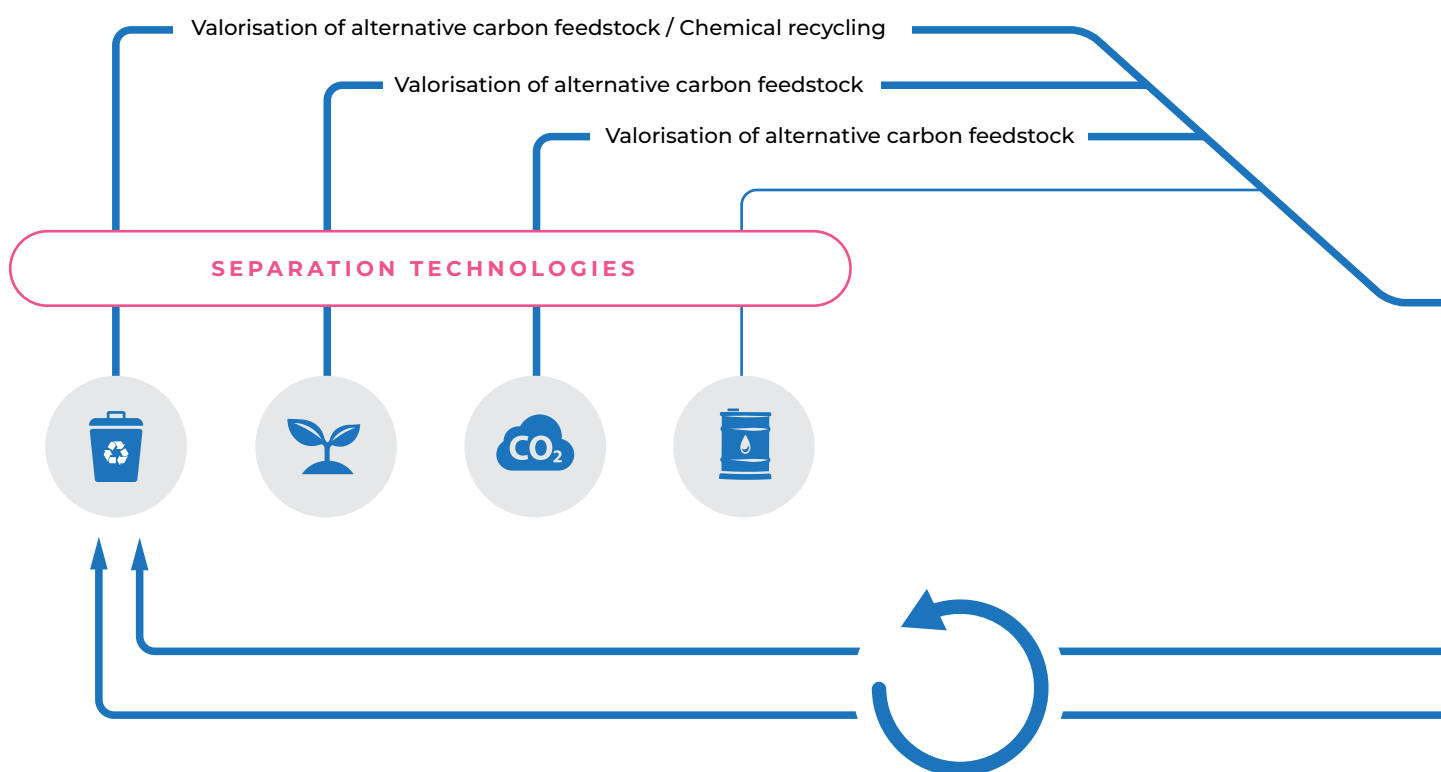 Valorisation of alternative carbon feedstock / Chemical recycling
Valorisation of alternative carbon feedstock
Valorisation of alternative carbon feedstock
SEPARATION TECHNOLOGIES
CO₂